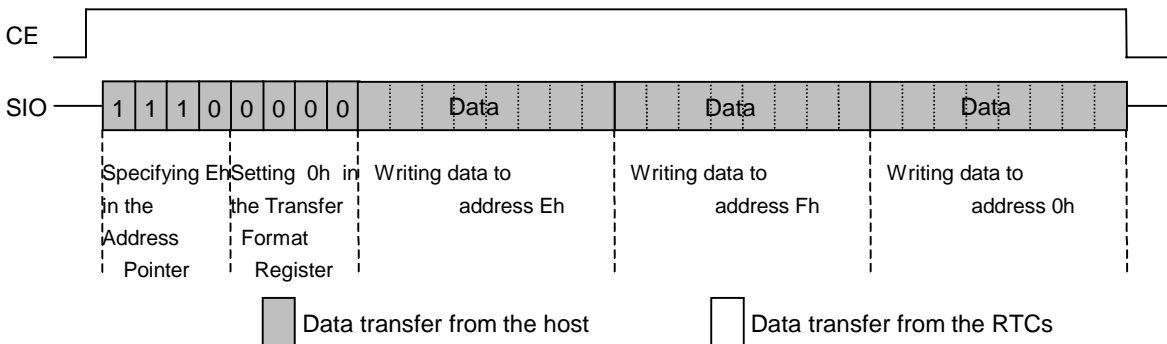 CE
SIO 1 1 1 0 0 0 0 0 Data Data Data
Specifying Eh Setting 0h in Writing data to Writing data to Writing data to
in the the Transfer address Eh address Fh address 0h
Address Format
Pointer Register
Data transfer from the host Data transfer from the RTCs